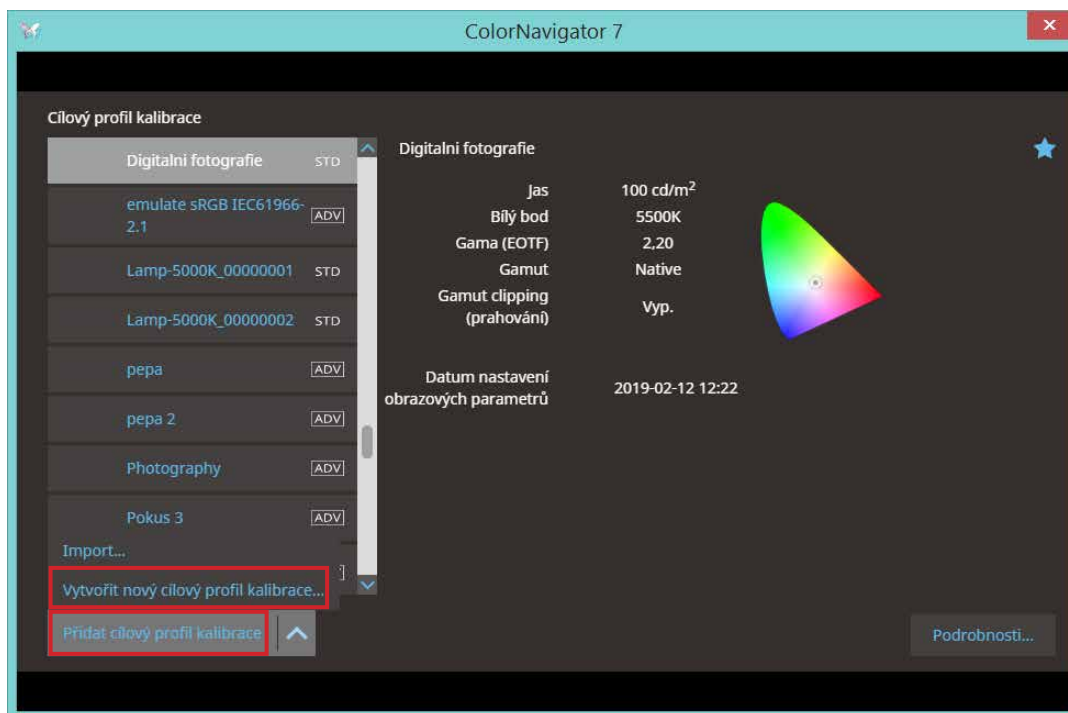 ColorNavigator 7
Cílový profil kalibrace
Digitalni fotografie STD
emulate sRGB IEC61966-
2.1 ADV
Lamp-5000K_00000001 STD
Lamp-5000K_00000002 STD
pepa ADV
pepa 2 ADV
Photography ADV
Pokus 3 ADV
Import...
Vytvořit nový cílový profil kalibrace...
Přidat cílový profil kalibrace
Digitalni fotografie
Jas 100 cd/m²
Bílý bod 5500K
Gama (EOTF) 2,20
Gamut Native
Gamut clipping
(prahování) Vyp.
Datum nastavení
obrazových parametrů 2019-02-12 12:22
Podrobnosti...